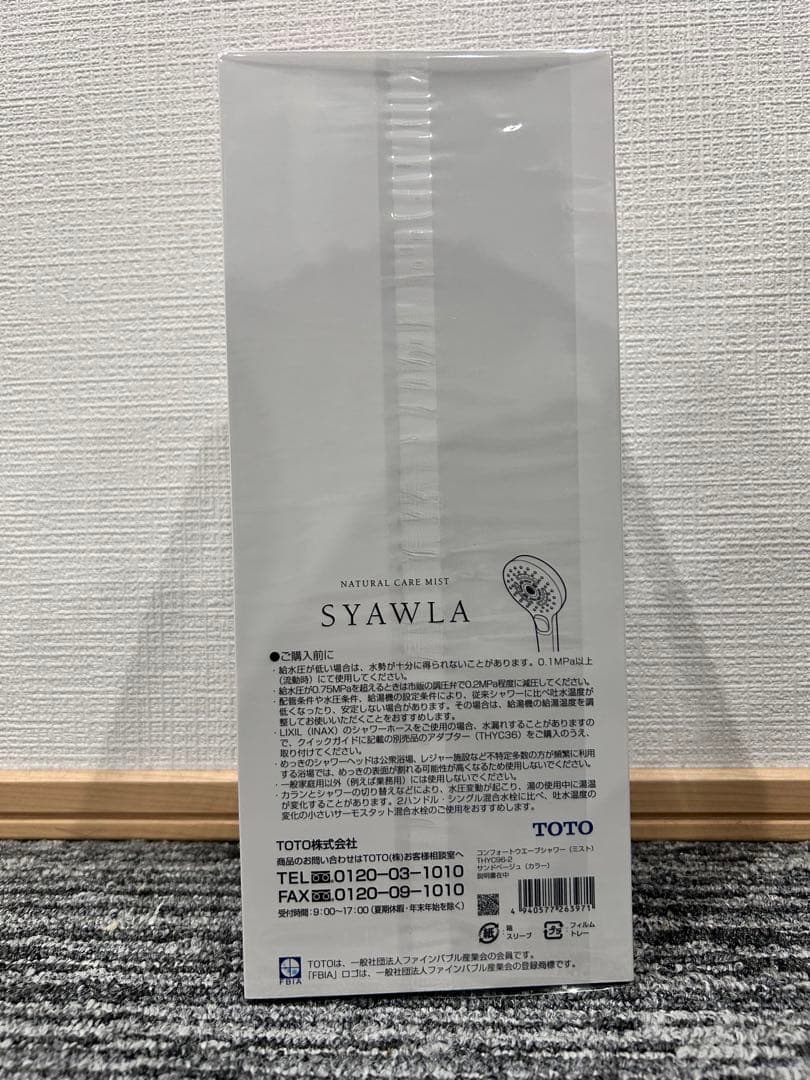 NATURAL CARE MIST
SYAWLA
●ご購入前に
・給水圧が低い場合は、水勢が十分に得られないことがあります。0.1MPa以上
(流動時)にて使用してください。
・給水圧が0.75MPaを超えるときは市販の調圧弁で0.2MPa程度に減圧してください。
・配管条件や水圧条件、給湯機の設定条件により、従来シャワーに比べ吐水温度が
低くなったり、安定しない場合があります。その場合は、給湯機の給湯温度を調
整してお使いいただくことをおすすめします。
・LIXIL(INAX)のシャワーホースをご使用の場合、水漏れすることがありますの
で、クイックガイドに記載の別売品のアダプター(THYC36)をご購入のうえ、
取り付けてください。
・めっきのシャワーヘッドは公衆浴場、レジャー施設など不特定多数の方が頻繁に利用
する浴場では、めっきの表面が割れる可能性が高くなるため使用しないでください。
・一般家庭用以外(例えば業務用)には使用しないでください。
・カランとシャワーの切り替えなどにより、水圧変動が起こり、湯の使用中に湯温
が変化することがあります。2ハンドル・シングル混合水栓に比べ、吐水温度の
変化の小さいサーモスタット混合水栓のご使用をおすすめします。
TOTO
TOTO株式会社
商品のお問い合わせはTOTO(株)お客様相談室へ
TEL 0120-03-1010
FAX 0120-09-1010
受付時間:9:00~17:00(夏期休暇・年末年始を除く)
コンフォートウエーブシャワー(ミスト)
THYC96-2
サンドベージュ(カラー)
説明書在中
4 940577 263971
紙
:箱
スリーブ
プラ
:フィルム
トレー
FBIA
TOTOは、一般社団法人ファインバブル産業会の会員です。
「FBIA」ロゴは、一般社団法人ファインバブル産業会の登録商標です。